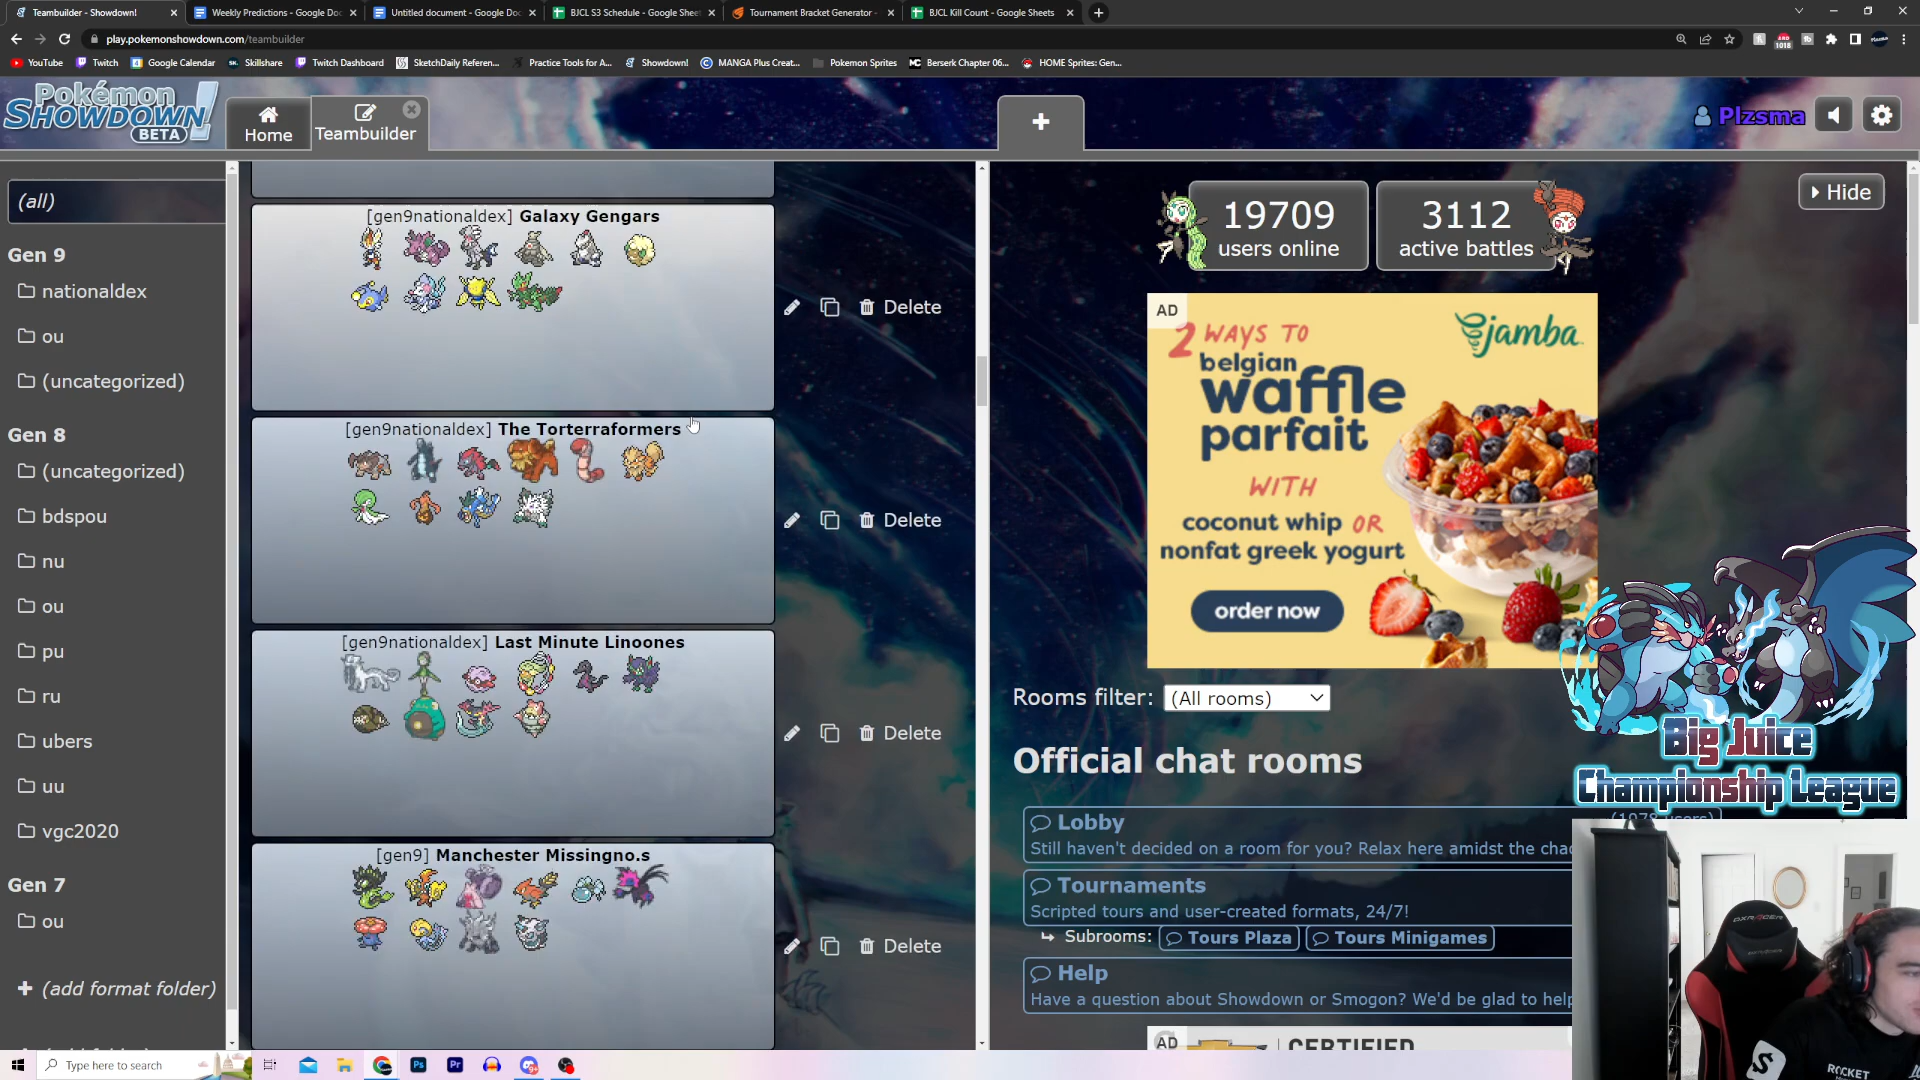 Teambuilder - Showdown!
Weekly Predictions - Google Doc
Untitled document - Google Doc
BJCL S3 Schedule - Google Sheet
Tournament Bracket Generator -
BJCL Kill Count - Google Sheets
play.pokemonshowdown.com/teambuilder
1018
YouTube
Twitch
Google Calendar
Skillshare
Twitch Dashboard
SketchDaily Referen...
Practice Tools for A...
Showdown!
MANGA Plus Creat...
Pokemon Sprites
Berserk Chapter 06...
HOME Sprites: Gen...
Pokémon
SHOWDOWN!
BETA
Home
Teambuilder
Plzsma
(all)
Gen 9
nationaldex
ou
(uncategorized)
Gen 8
(uncategorized)
bdspou
nu
ou
pu
ru
ubers
uu
vgc2020
Gen 7
ou
(add format folder)
[gen9nationaldex] Galaxy Gengars
Delete
[gen9nationaldex] The Torterraformers
Delete
[gen9nationaldex] Last Minute Linoones
Delete
[gen9] Manchester Missingno.s
Delete
19709
users online
3112
active battles
Hide
AD
2 WAYS TO
belgian
waffle
parfait
WITH
coconut whip OR
nonfat greek yogurt
order now
jamba
Rooms filter: (All rooms)
Official chat rooms
Lobby
Still haven't decided on a room for you? Relax here amidst the cha
Tournaments
Scripted tours and user-created formats, 24/7!
Subrooms: Tours Plaza Tours Minigames
Help
Have a question about Showdown or Smogon? We'd be glad to help
AD
CERTIFIED
Big Juice
Championship League
DXRACER
ROCKET
Type here to search